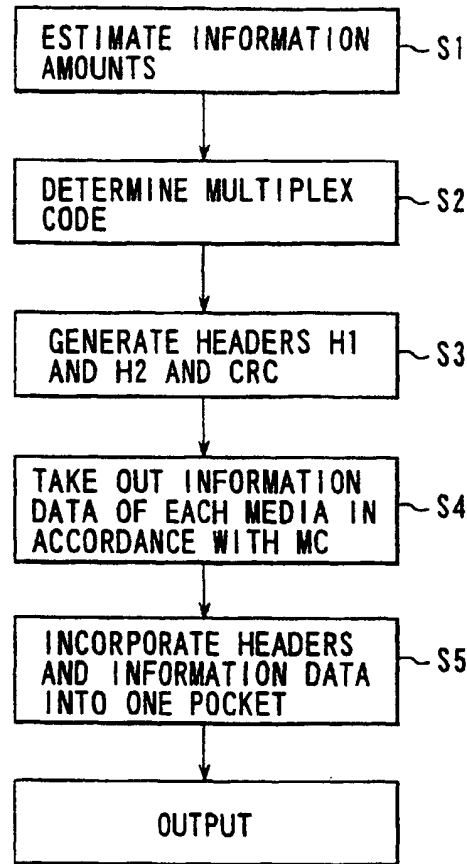 ESTIMATE INFORMATION
AMOUNTS
S1
DETERMINE MULTIPLEX
CODE
S2
GENERATE HEADERS H1
AND H2 AND CRC
S3
TAKE OUT INFORMATION
DATA OF EACH MEDIA IN
ACCORDANCE WITH MC
S4
INCORPORATE HEADERS
AND INFORMATION DATA
INTO ONE POCKET
S5
OUTPUT